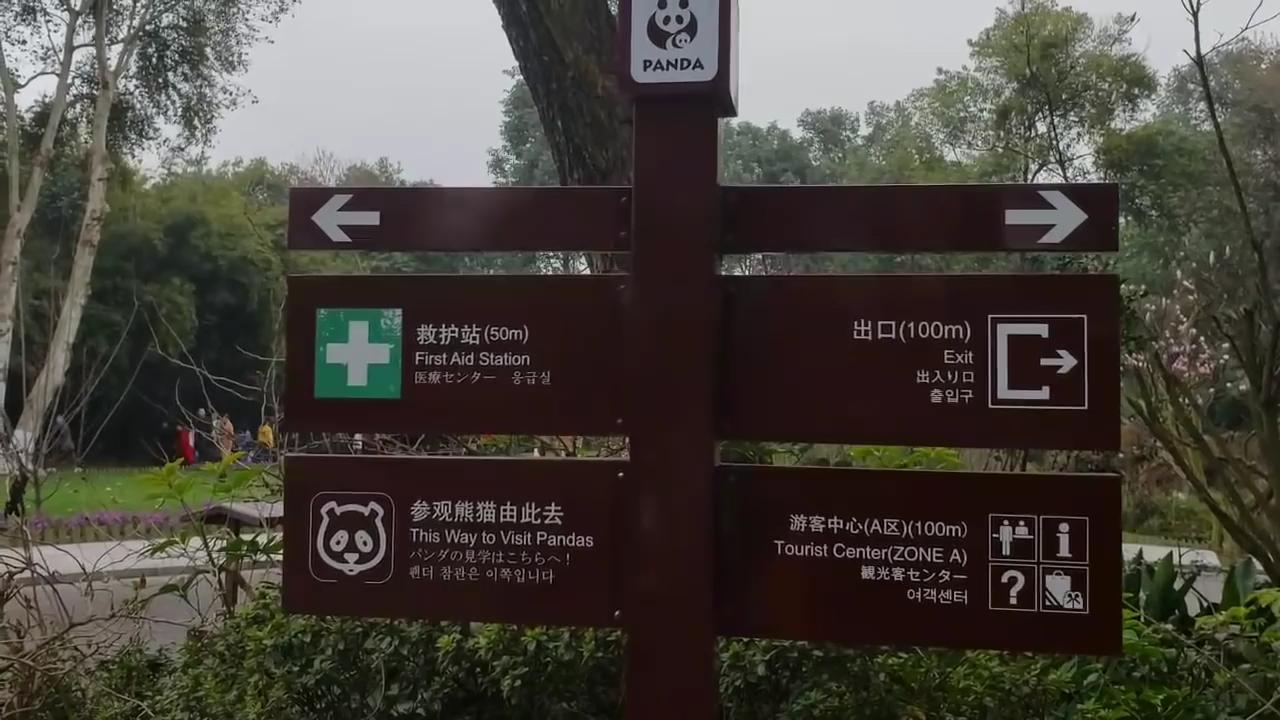 PANDA
救护站(50m)
First Aid Station
医療センター 응급실
参观熊猫由此去
This Way to Visit Pandas
パンダの見学はこちらへ!
팬더 참관은 이쪽입니다
出口(100m)
Exit
出入り口
출입구
游客中心(A区)(100m)
Tourist Center(ZONE A)
観光客センター
여객센터